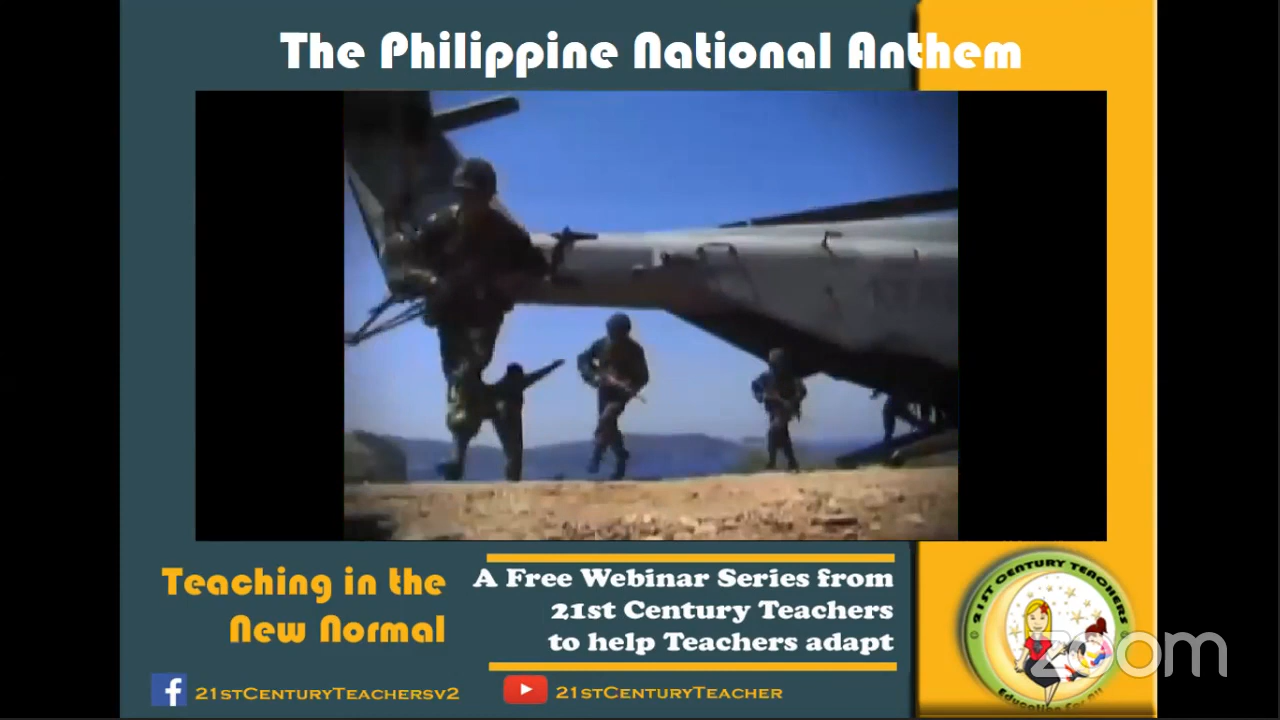 The Philippine National Anthem
Teaching in the
New Normal
A Free Webinar Series from
21st Century Teachers
to help Teachers adapt
21stCenturyTeachersv2
21stCenturyTeacher
© 21ST CENTURY TEACHERS ©
Education For All
zoom